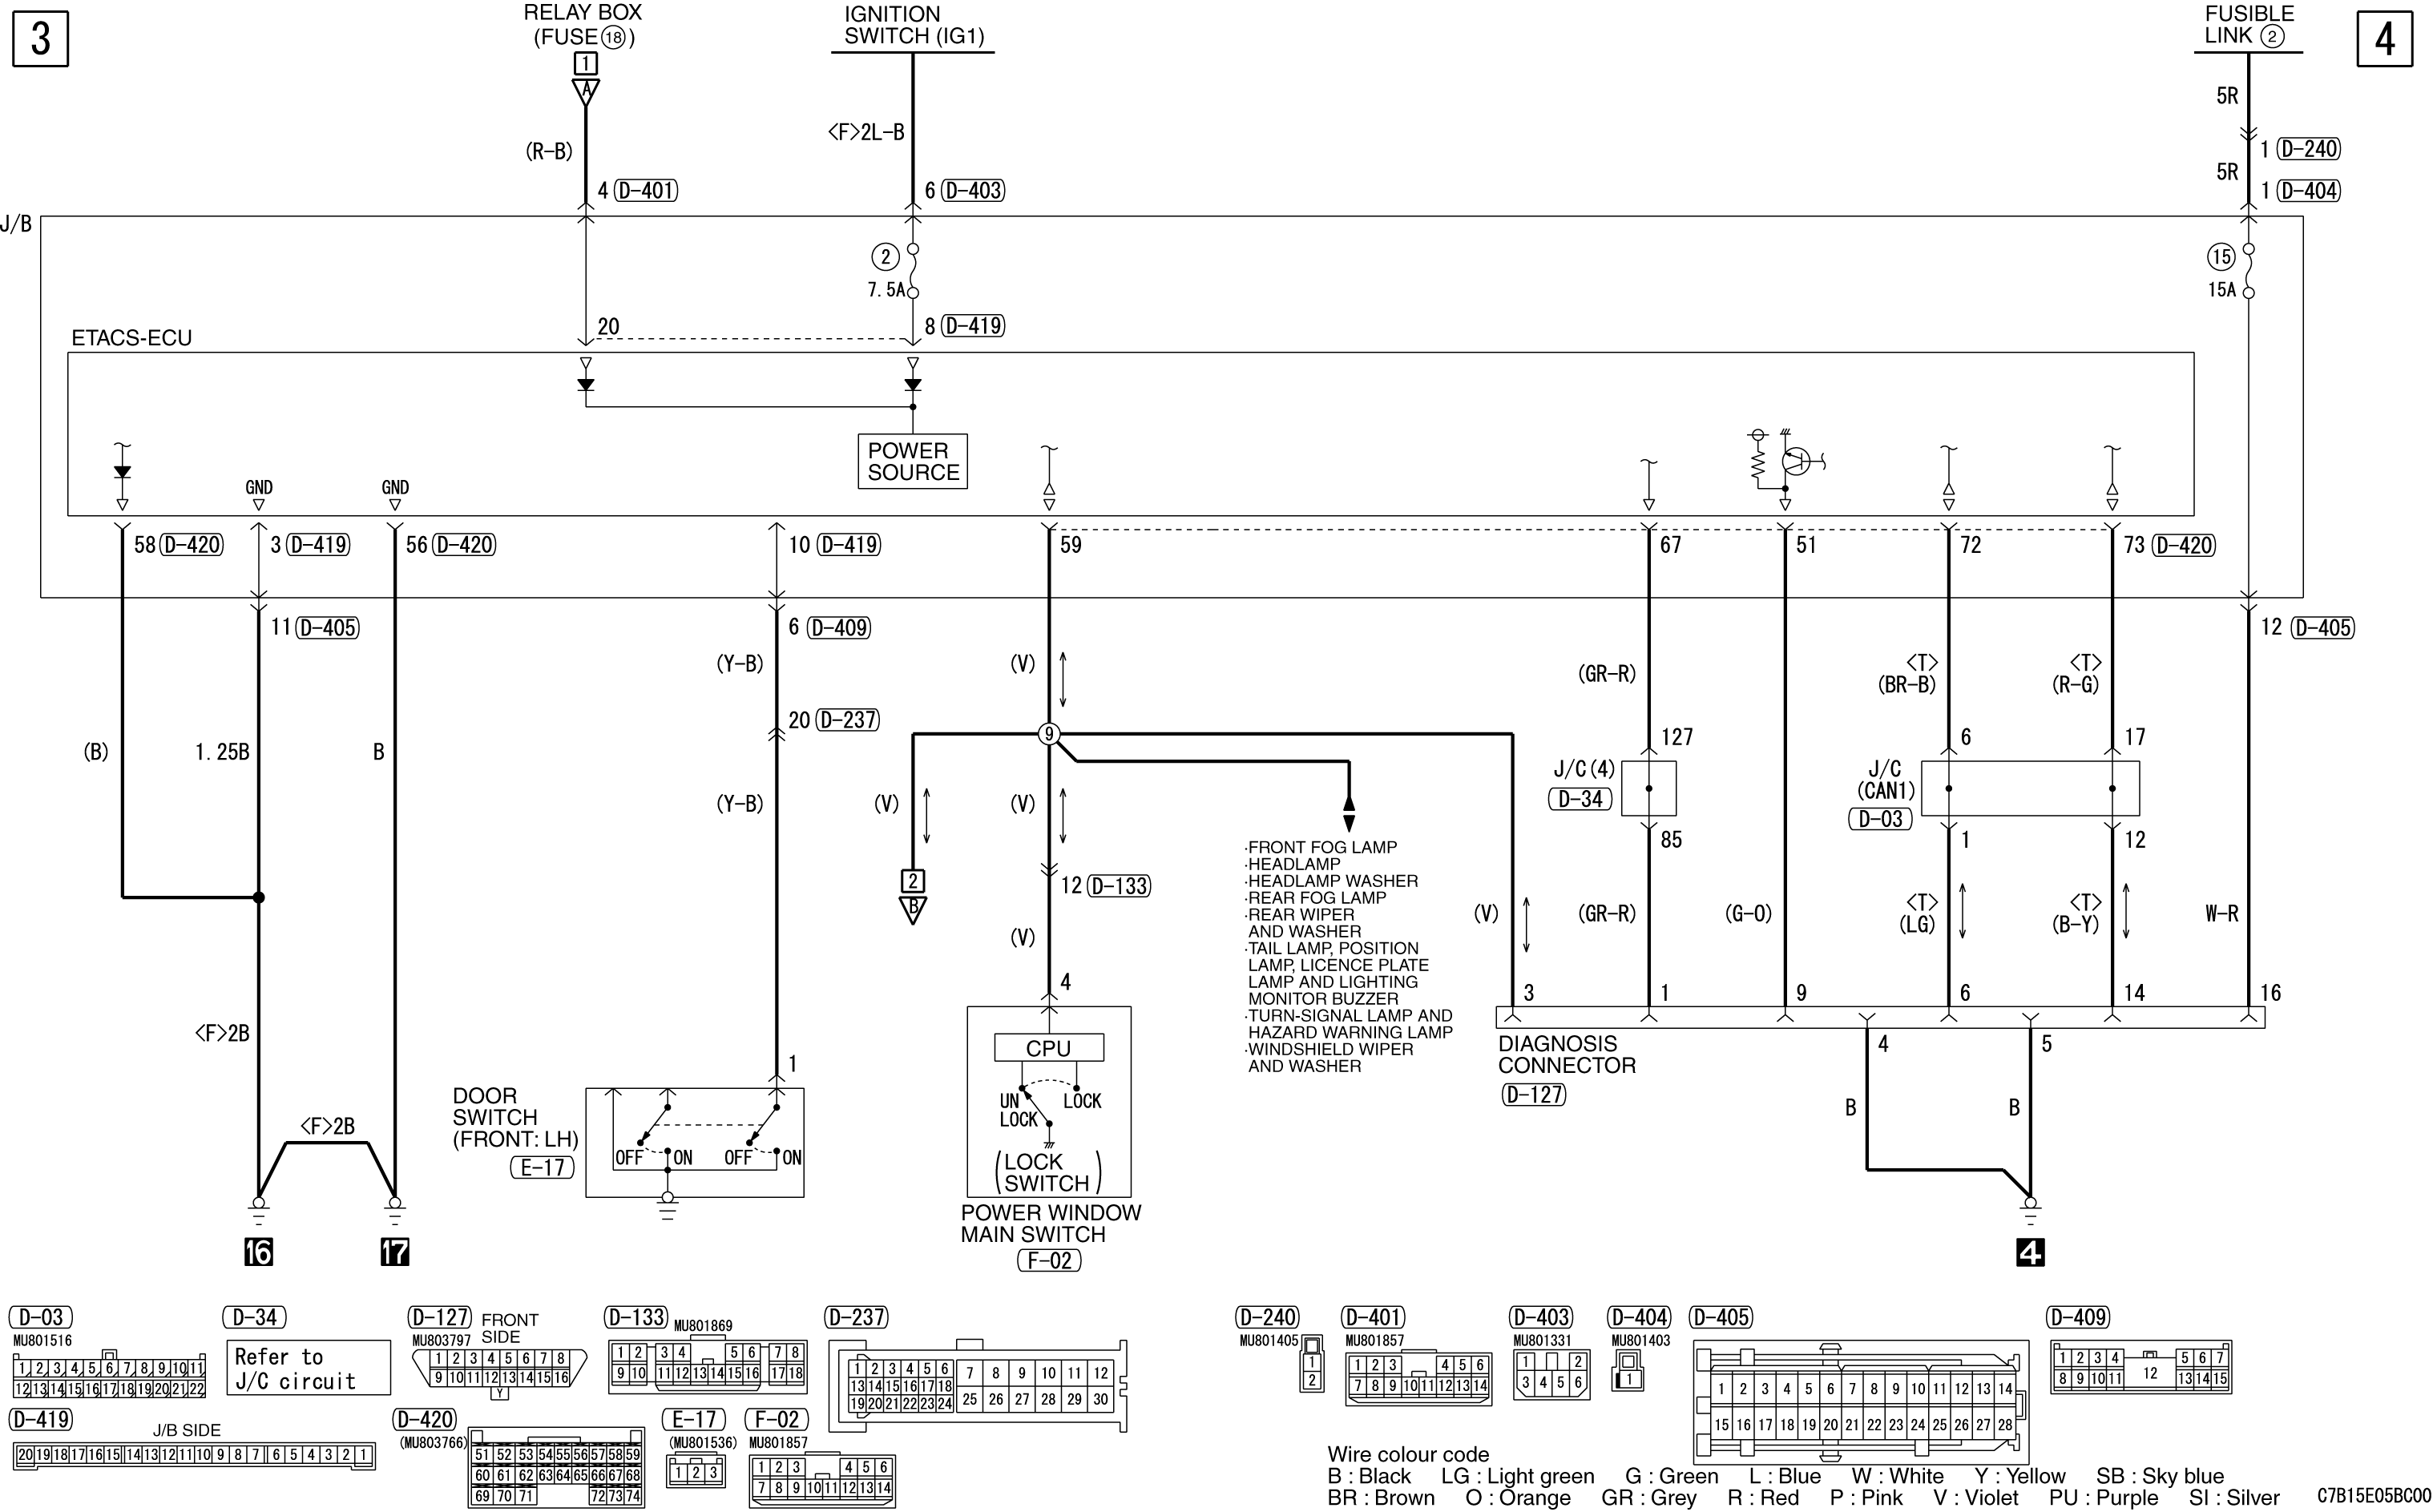 3
RELAY BOX
(FUSE 18)
1
A
IGNITION
SWITCH (IG1)
FUSIBLE
LINK 2
4
5R
<F>2L-B
(R-B)
1 D-240
5R
4 D-401
6 D-403
1 D-404
J/B
2
7.5A
15
15A
20
8 D-419
ETACS-ECU
POWER
SOURCE
GND
GND
58 D-420
3 D-419
56 D-420
10 D-419
59
67
51
72
73 D-420
11 D-405
6 D-409
12 D-405
(Y-B)
(V)
(GR-R)
<T>
(BR-B)
<T>
(R-G)
20 D-237
9
127
6
17
(B)
1.25B
B
J/C(4)
D-34
J/C
(CAN1)
D-03
(Y-B)
(V)
(V)
85
1
12
·FRONT FOG LAMP
·HEADLAMP
·HEADLAMP WASHER
·REAR FOG LAMP
·REAR WIPER
AND WASHER
·TAIL LAMP, POSITION
LAMP, LICENCE PLATE
LAMP AND LIGHTING
MONITOR BUZZER
·TURN-SIGNAL LAMP AND
HAZARD WARNING LAMP
·WINDSHIELD WIPER
AND WASHER
2
B
12 D-133
(V)
(V)
(GR-R)
(G-O)
<T>
(LG)
<T>
(B-Y)
W-R
4
3
1
9
6
14
16
<F>2B
CPU
UN
LOCK
LOCK
(LOCK
SWITCH)
POWER WINDOW
MAIN SWITCH
F-02
DIAGNOSIS
CONNECTOR
D-127
4
5
B
B
1
DOOR
SWITCH
(FRONT: LH)
E-17
OFF
ON
OFF
ON
<F>2B
16
17
4
D-03
MU801516
1 2 3 4 5 6 7 8 9 10 11
12 13 14 15 16 17 18 19 20 21 22
D-34
Refer to
J/C circuit
D-127
MU803797
FRONT
SIDE
1 2 3 4 5 6 7 8
9 10 11 12 13 14 15 16
Y
D-133
MU801869
1 2 3 4 5 6 7 8
9 10 11 12 13 14 15 16 17 18
D-237
1 2 3 4 5 6 7 8 9 10 11 12
13 14 15 16 17 18
19 20 21 22 23 24 25 26 27 28 29 30
D-240
MU801405
1
2
D-401
MU801857
1 2 3 4 5 6
7 8 9 10 11 12 13 14
D-403
MU801331
1 2
3 4 5 6
D-404
MU801403
1
D-405
1 2 3 4 5 6 7 8 9 10 11 12 13 14
15 16 17 18 19 20 21 22 23 24 25 26 27 28
D-409
1 2 3 4 5 6 7
8 9 10 11 12 13 14 15
D-419
J/B SIDE
20 19 18 17 16 15 14 13 12 11 10 9 8 7 6 5 4 3 2 1
D-420
(MU803766)
51 52 53 54 55 56 57 58 59
60 61 62 63 64 65 66 67 68
69 70 71 72 73 74
E-17
(MU801536)
1 2 3
F-02
MU801857
1 2 3 4 5 6
7 8 9 10 11 12 13 14
Wire colour code
B : Black LG : Light green G : Green L : Blue W : White Y : Yellow SB : Sky blue
BR : Brown O : Orange GR : Grey R : Red P : Pink V : Violet PU : Purple SI : Silver
C7B15E05BC00